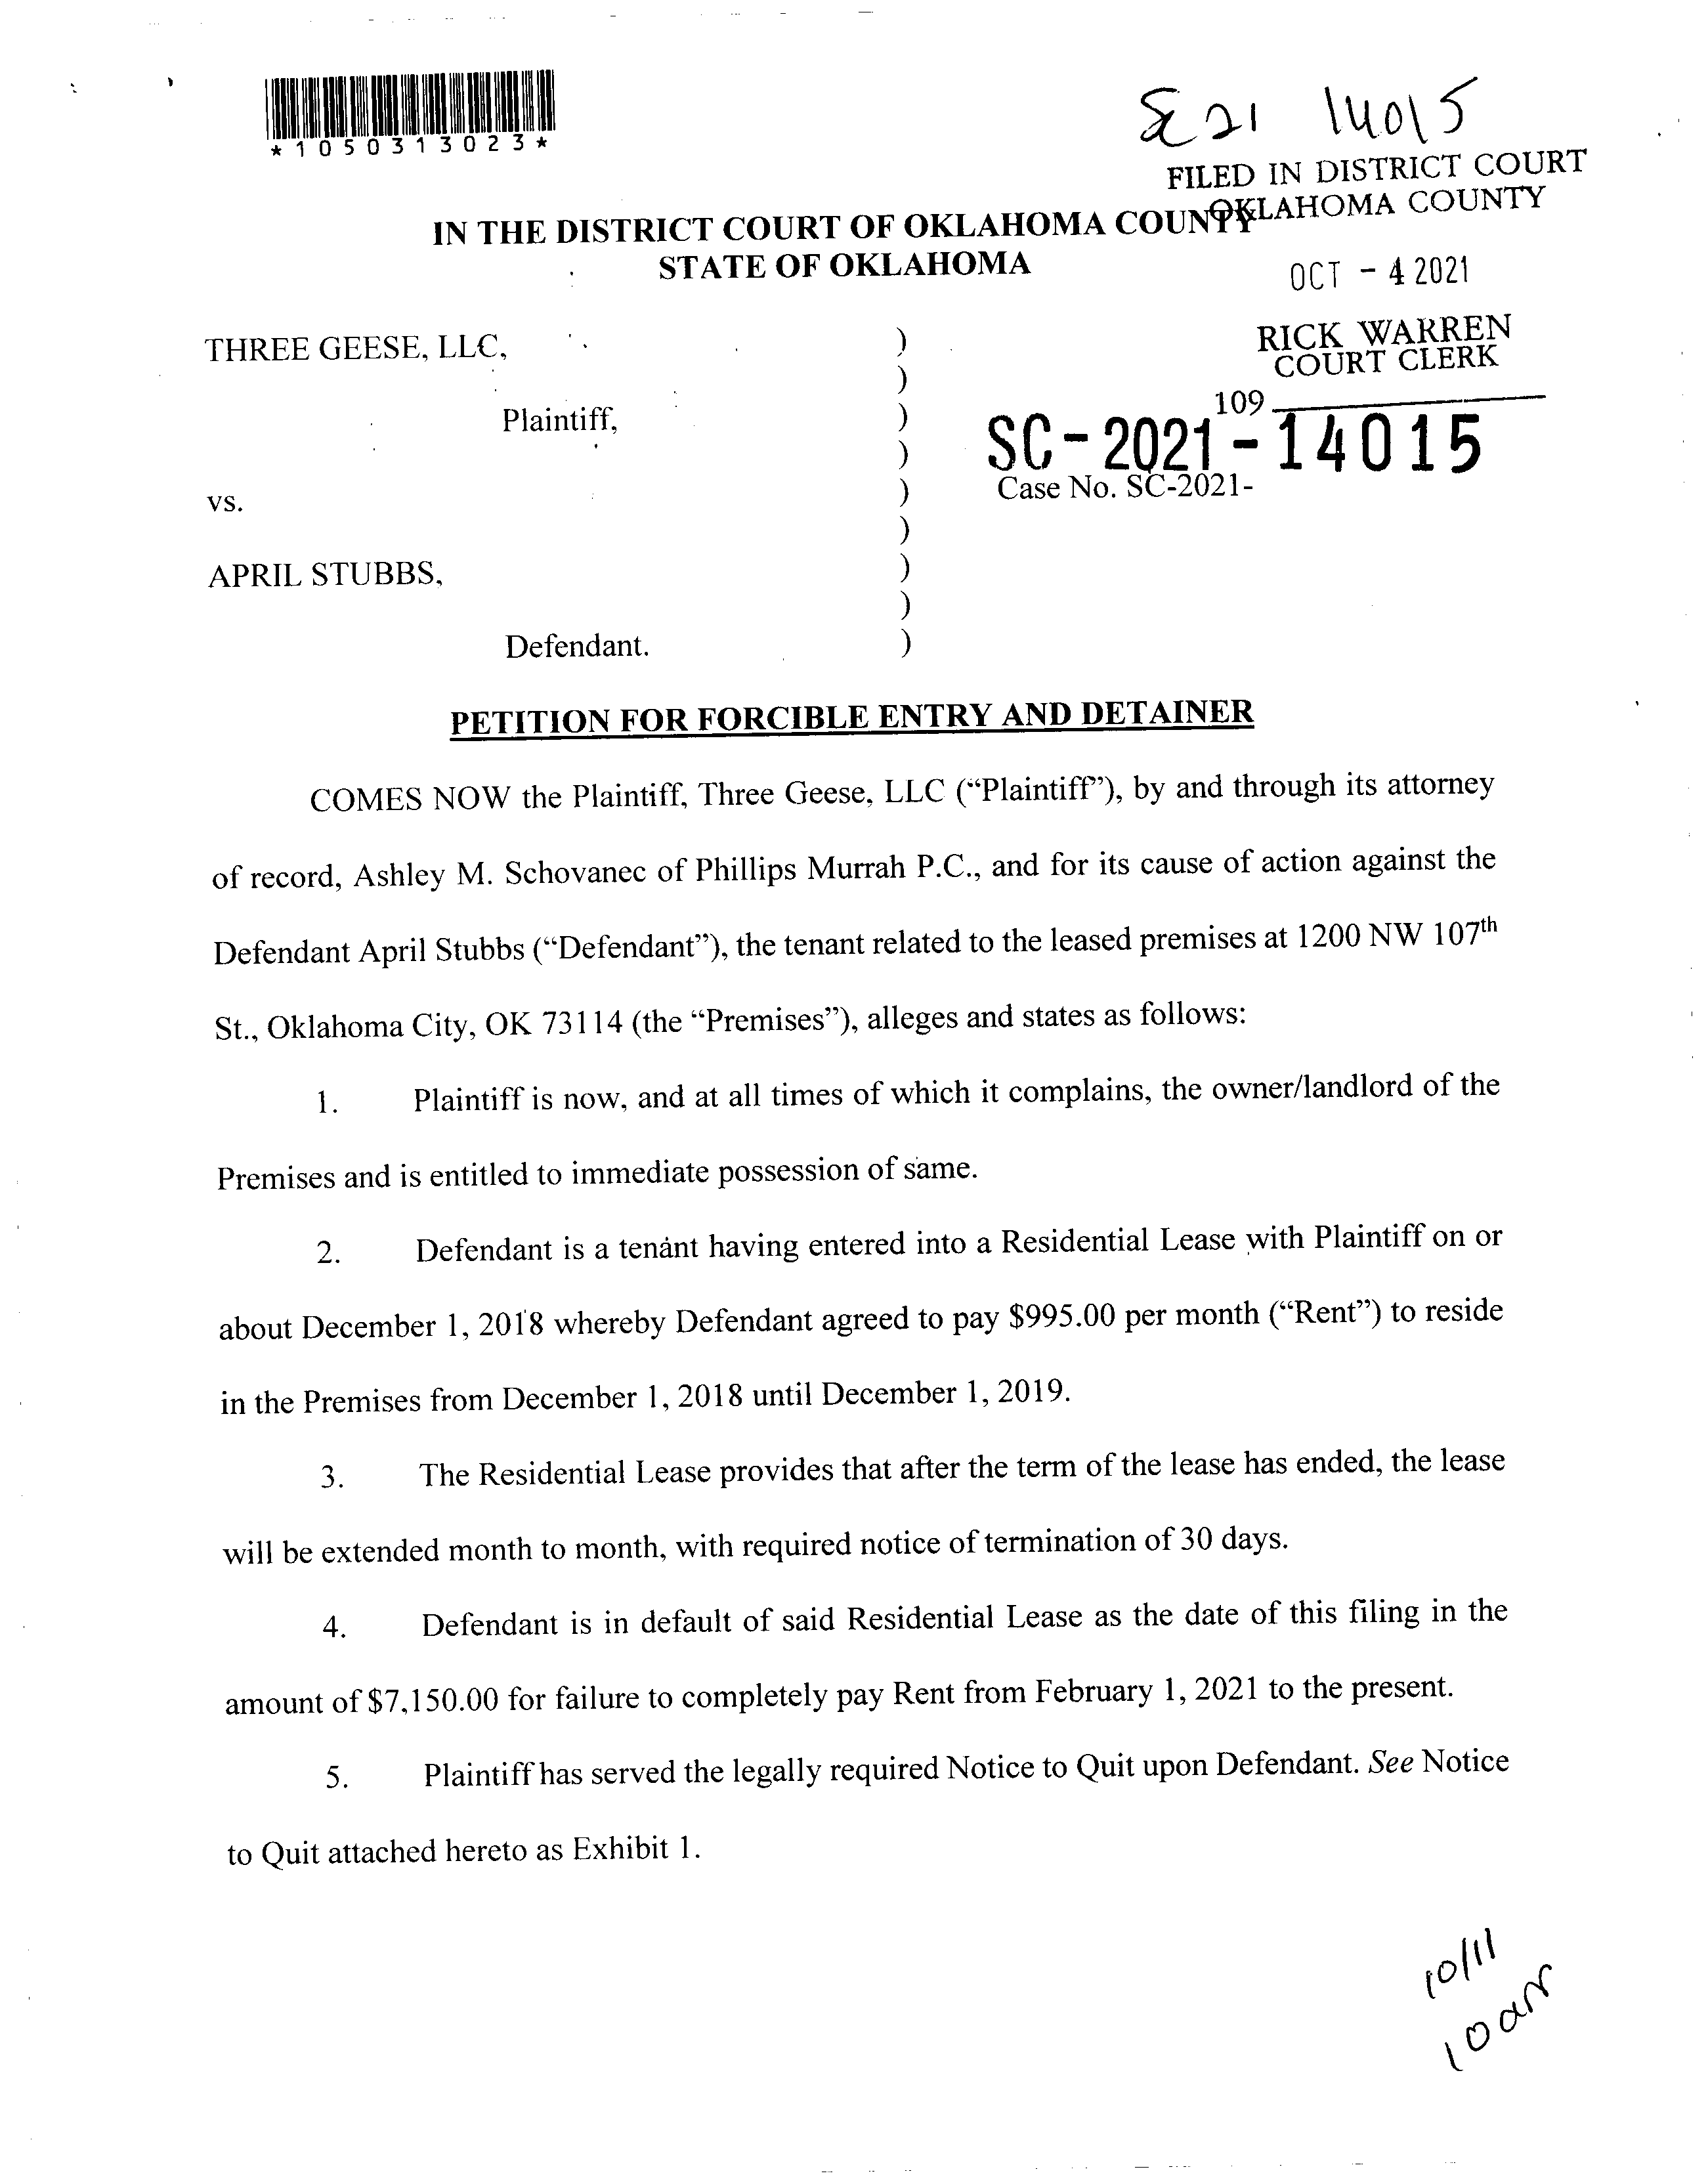 *1050313023*
SC 21 14015
FILED IN DISTRICT COURT
OKLAHOMA COUNTY
IN THE DISTRICT COURT OF OKLAHOMA COUNTY
STATE OF OKLAHOMA
OCT - 4 2021
RICK WARREN
COURT CLERK
109
THREE GEESE, LLC, )
)
Plaintiff, )
)
SC-2021-14015
vs. ) Case No. SC-2021-
)
APRIL STUBBS, )
)
Defendant. )
PETITION FOR FORCIBLE ENTRY AND DETAINER
COMES NOW the Plaintiff, Three Geese, LLC (“Plaintiff”), by and through its attorney
of record, Ashley M. Schovanec of Phillips Murrah P.C., and for its cause of action against the
Defendant April Stubbs (“Defendant”), the tenant related to the leased premises at 1200 NW 107th
St., Oklahoma City, OK 73114 (the “Premises”), alleges and states as follows:
1. Plaintiff is now, and at all times of which it complains, the owner/landlord of the
Premises and is entitled to immediate possession of same.
2. Defendant is a tenant having entered into a Residential Lease with Plaintiff on or
about December 1, 2018 whereby Defendant agreed to pay $995.00 per month (“Rent”) to reside
in the Premises from December 1, 2018 until December 1, 2019.
3. The Residential Lease provides that after the term of the lease has ended, the lease
will be extended month to month, with required notice of termination of 30 days.
4. Defendant is in default of said Residential Lease as the date of this filing in the
amount of $7,150.00 for failure to completely pay Rent from February 1, 2021 to the present.
5. Plaintiff has served the legally required Notice to Quit upon Defendant. See Notice
to Quit attached hereto as Exhibit 1.
10/11
10am